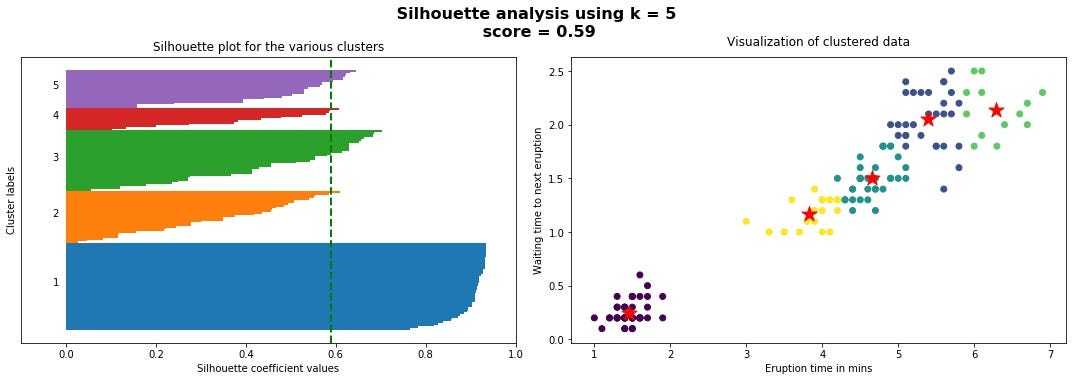 Silhouette analysis using k = 5
score = 0.59
Silhouette plot for the various clusters
Cluster labels
5
4
3
2
1
0.0 0.2 0.4 0.6 0.8 1.0
Silhouette coefficient values
Visualization of clustered data
Waiting time to next eruption
2.5
2.0
1.5
1.0
0.5
0.0
1 2 3 4 5 6 7
Eruption time in mins